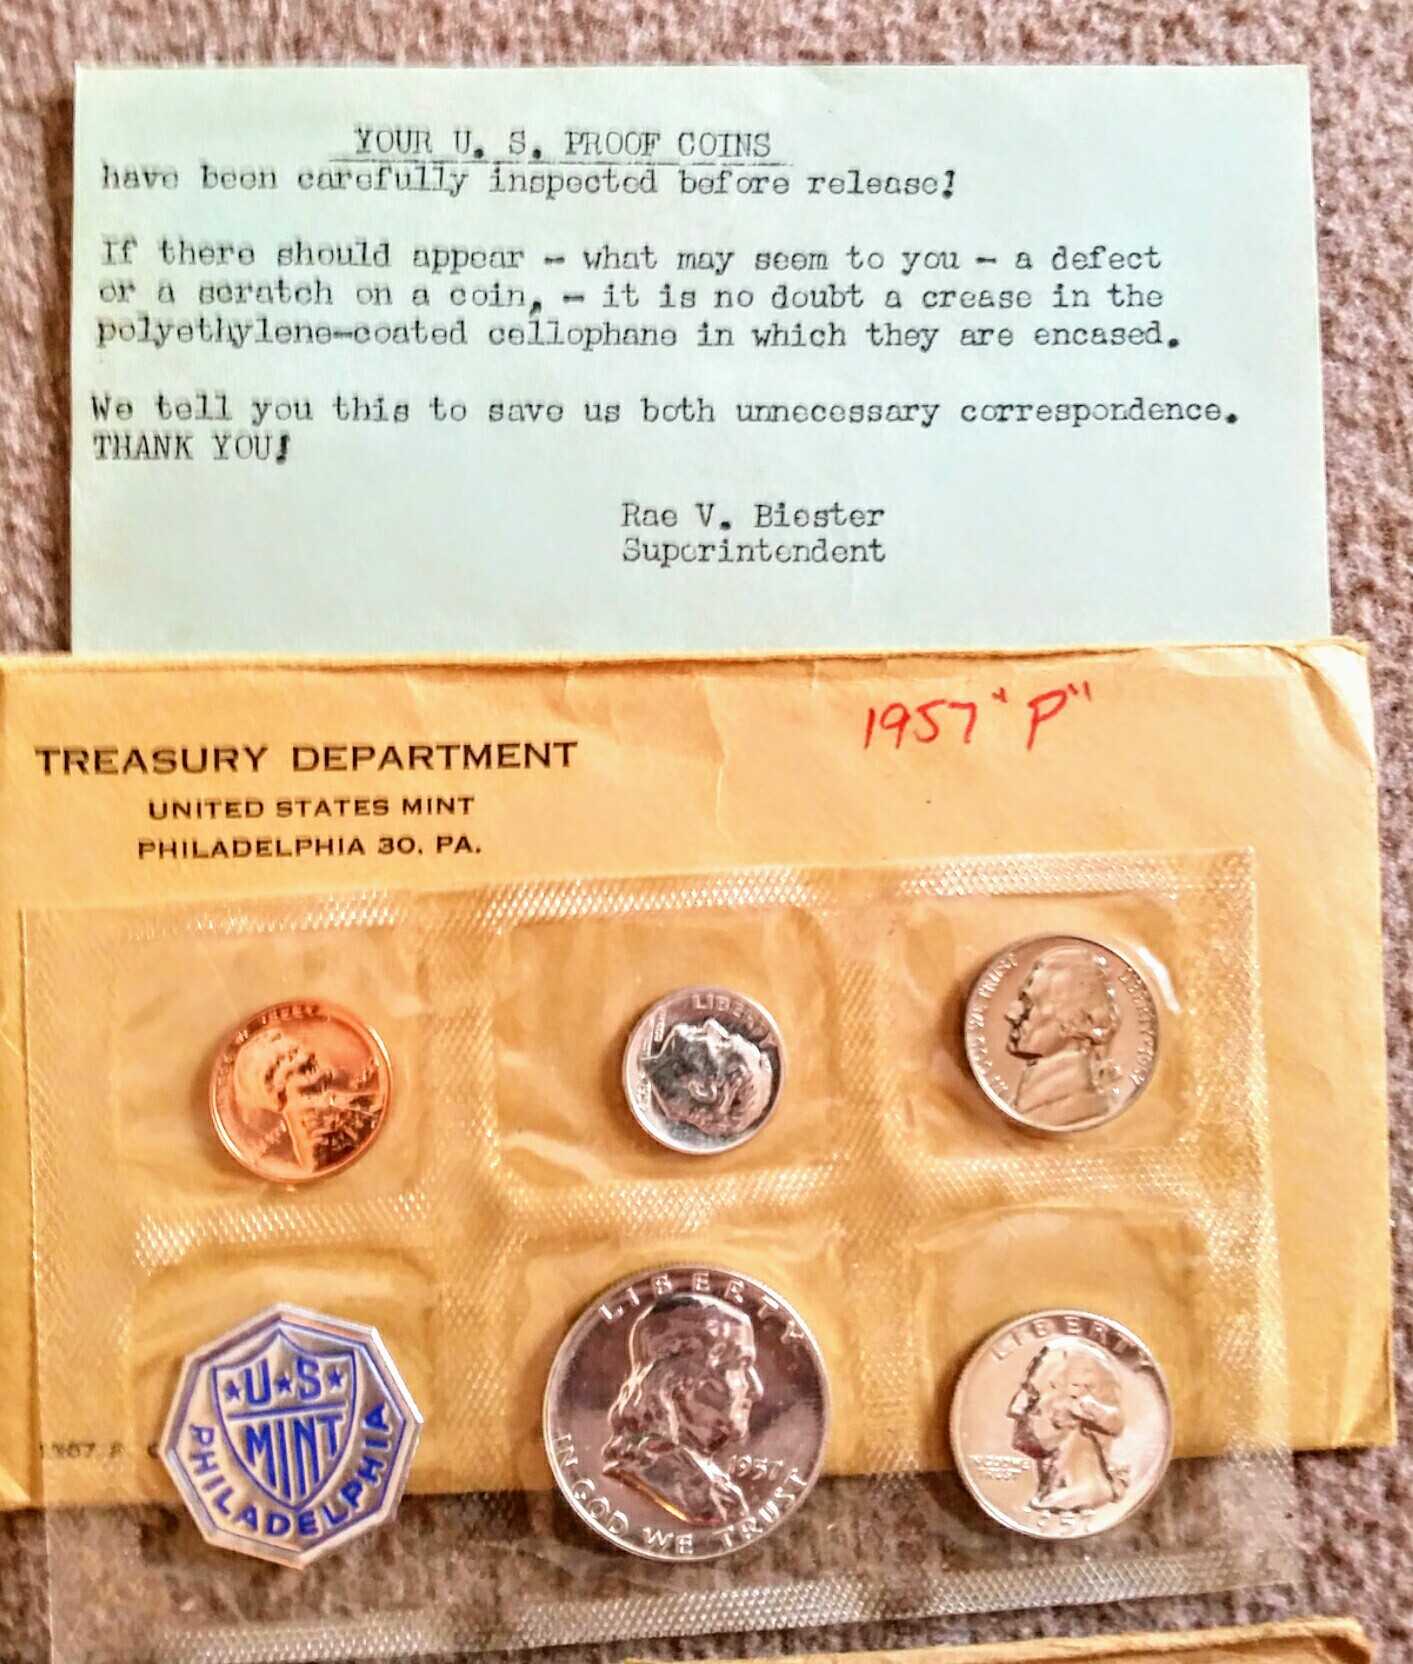 YOUR U. S. PROOF COINS
have been carefully inspected before release!
If there should appear - what may seem to you - a defect
or a scratch on a coin, - it is no doubt a crease in the
polyethylene-coated cellophane in which they are encased.
We tell you this to save us both unnecessary correspondence.
THANK YOU!
Rae V. Biester
Superintendent
1957 "P"
TREASURY DEPARTMENT
UNITED STATES MINT
PHILADELPHIA 30, PA.
LIBERTY
U★S
MINT
PHILADELPHIA
LIBERTY
1957
IN GOD WE TRUST
LIBERTY